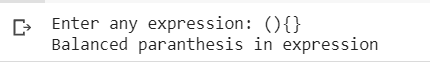 Enter any expression: (){}
Balanced paranthesis in expression